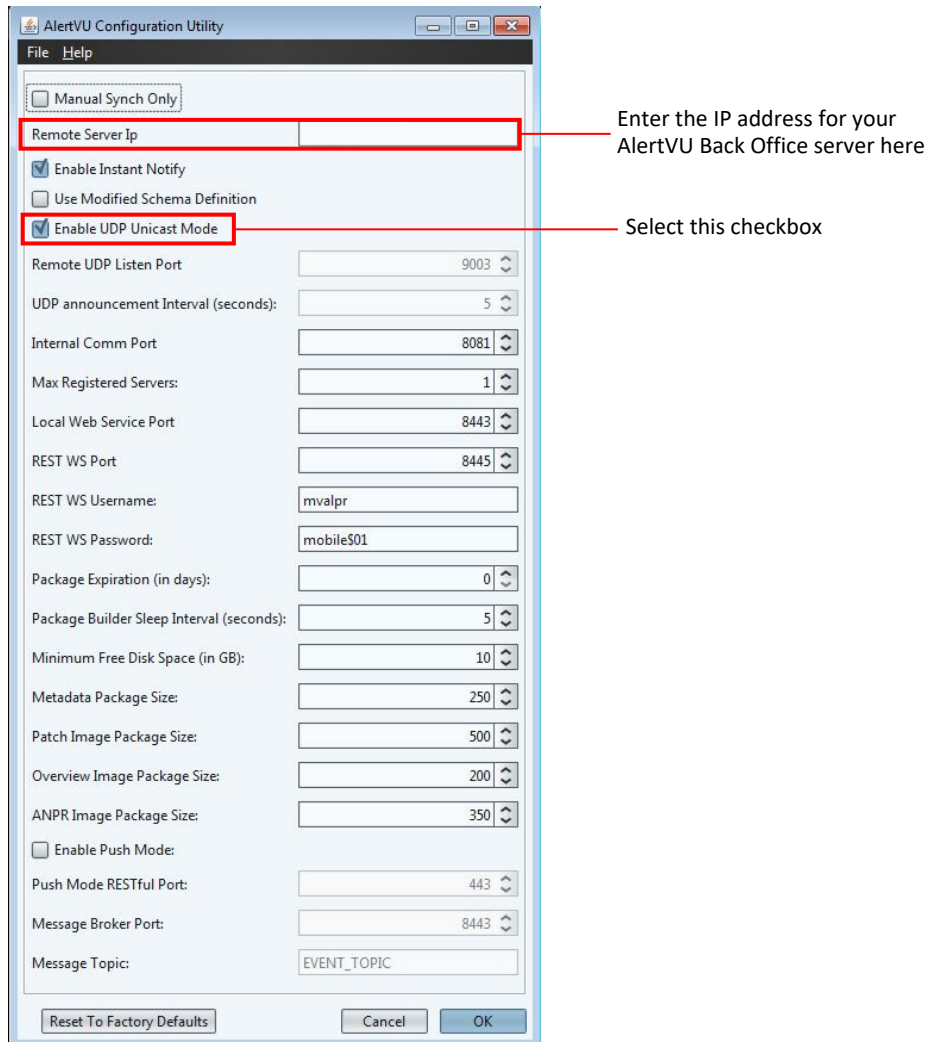 AlertVU Configuration Utility
File Help
Manual Synch Only
Remote Server Ip
Enter the IP address for your
AlertVU Back Office server here
Enable Instant Notify
Use Modified Schema Definition
Enable UDP Unicast Mode
Select this checkbox
Remote UDP Listen Port 9003
UDP announcement Interval (seconds): 5
Internal Comm Port 8081
Max Registered Servers: 1
Local Web Service Port 8443
REST WS Port 8445
REST WS Username: mvalpr
REST WS Password: mobile$01
Package Expiration (in days): 0
Package Builder Sleep Interval (seconds): 5
Minimum Free Disk Space (in GB): 10
Metadata Package Size: 250
Patch Image Package Size: 500
Overview Image Package Size: 200
ANPR Image Package Size: 350
Enable Push Mode:
Push Mode RESTful Port: 443
Message Broker Port: 8443
Message Topic: EVENT_TOPIC
Reset To Factory Defaults Cancel OK